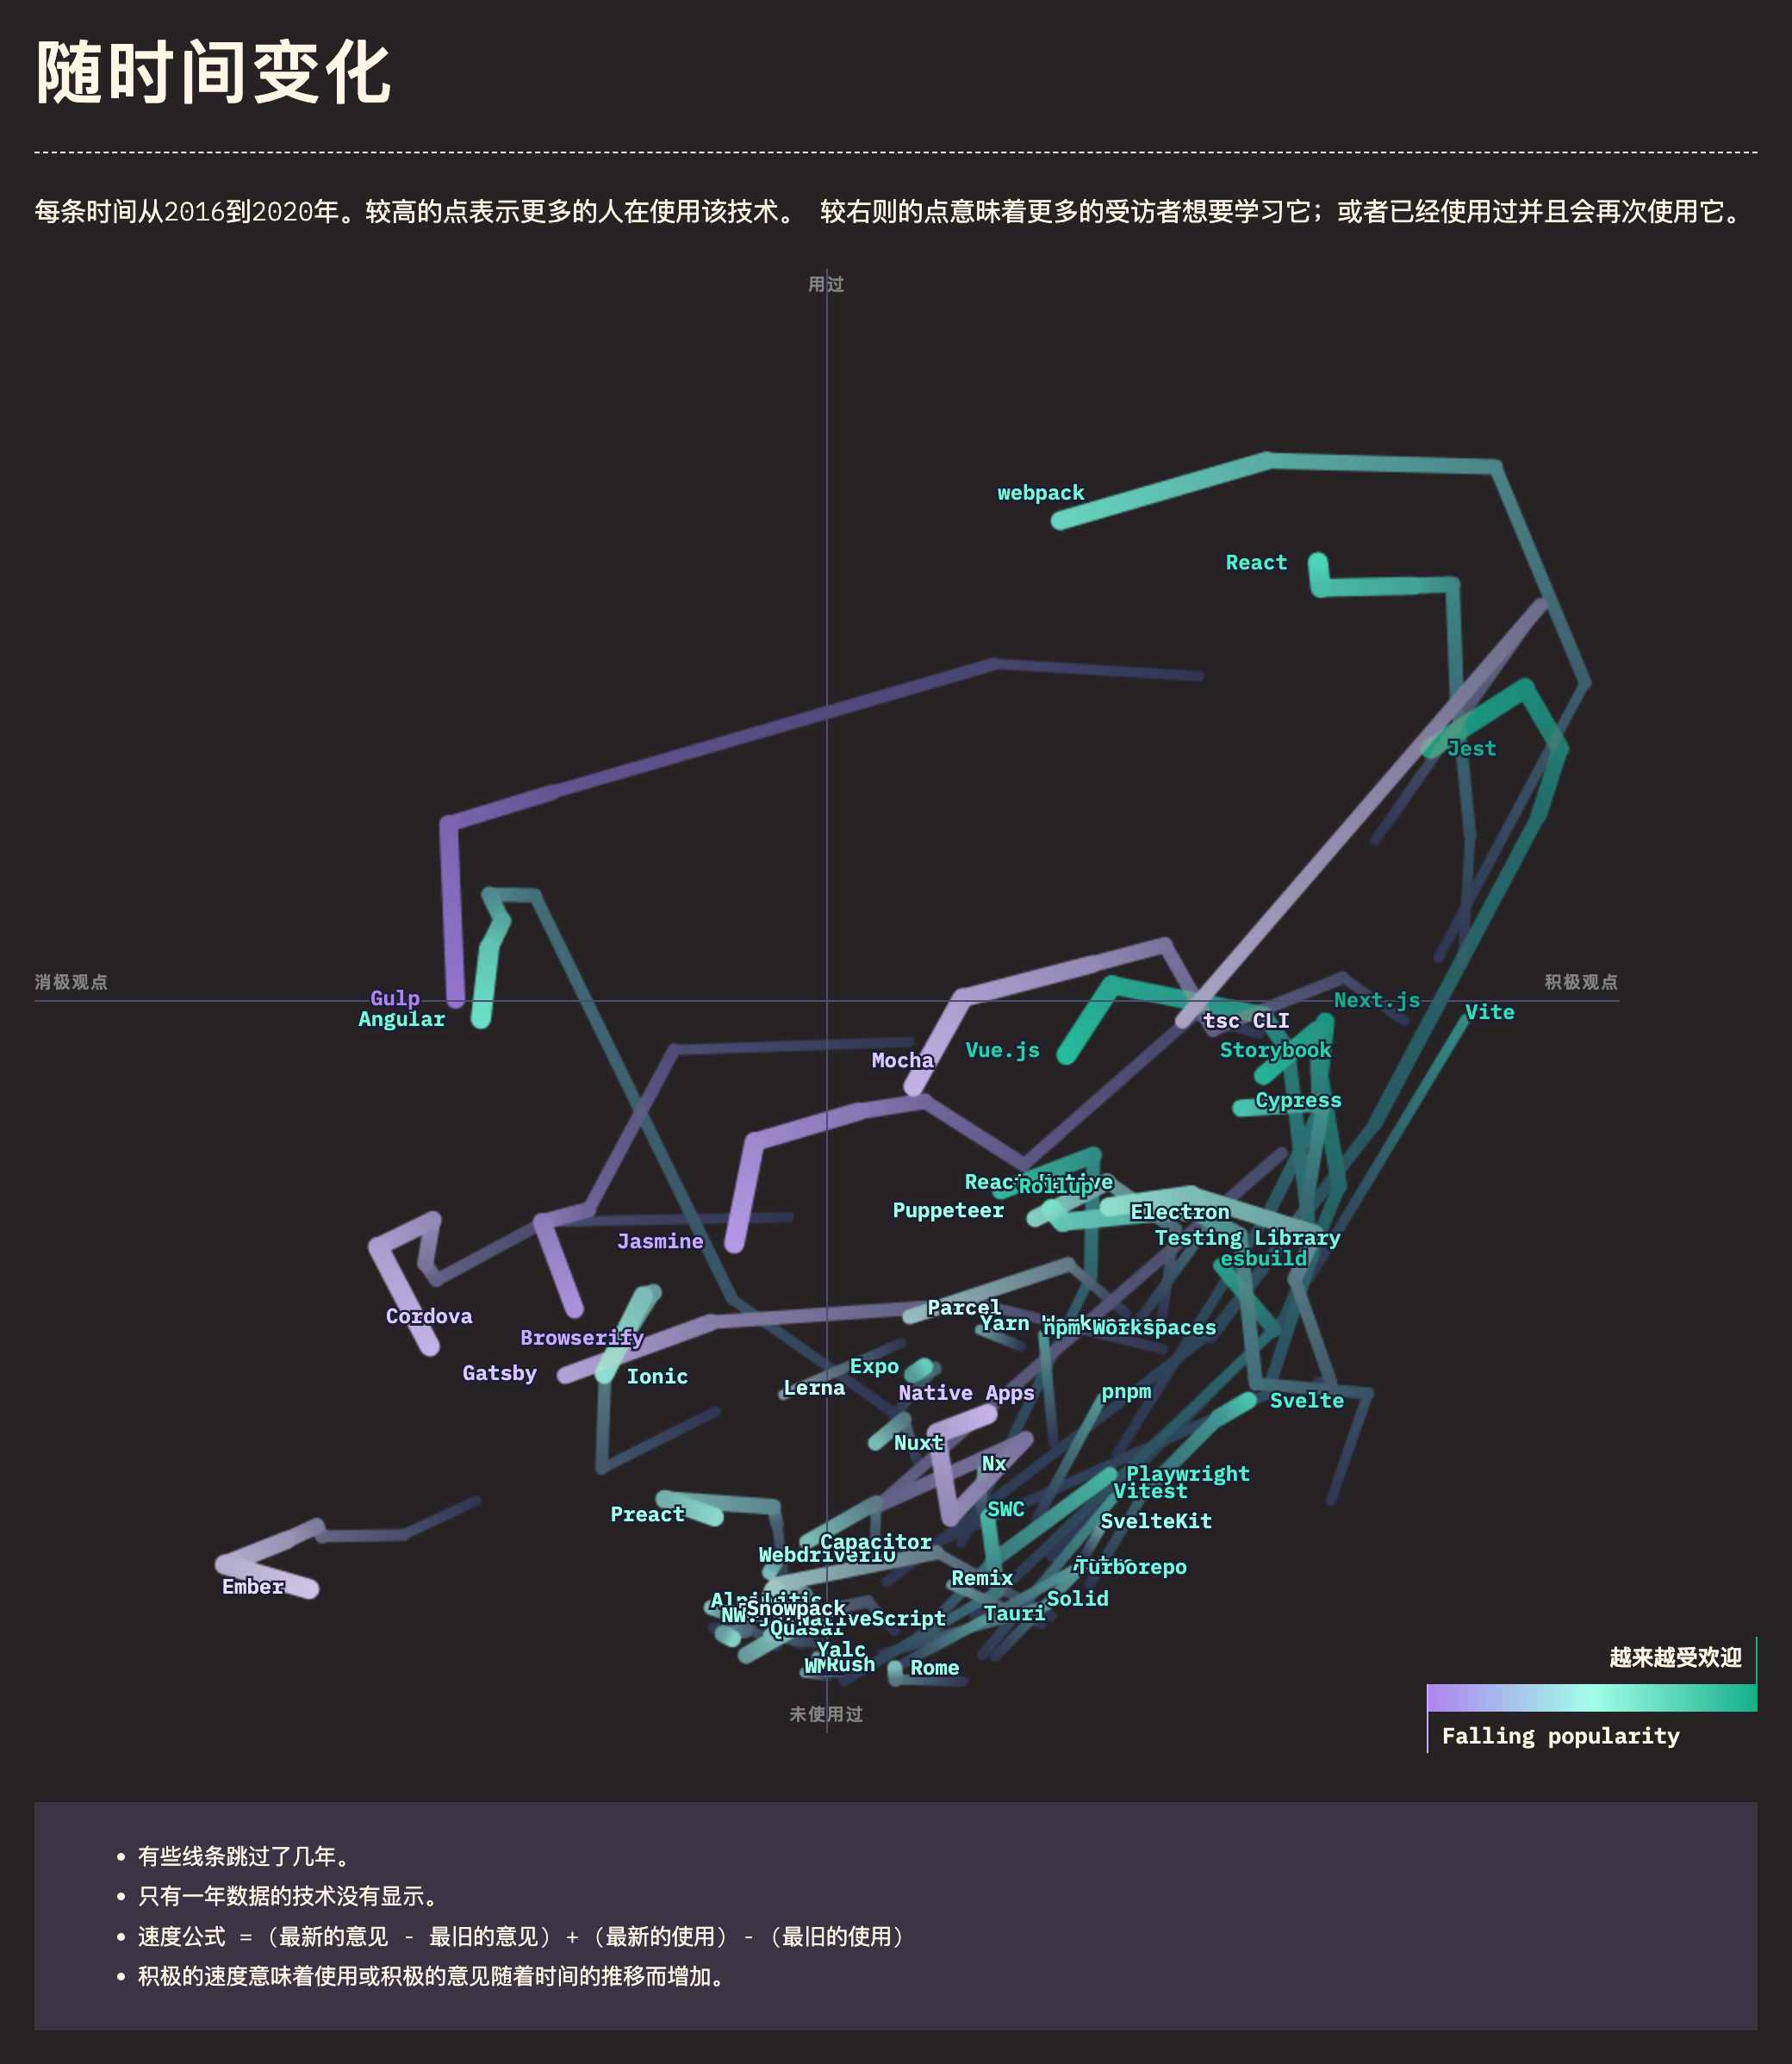 随时间变化
每条时间从2016到2020年。较高的点表示更多的人在使用该技术。 较右则的点意味着更多的受访者想要学习它；或者已经使用过并且会再次使用它。
用过
webpack
React
Jest
消极观点
积极观点
Gulp
Next.js
Angular
Vite
tsc CLI
Mocha
Vue.js
Storybook
Cypress
React Native
Rollup
Puppeteer
Electron
Jasmine
Testing Library
esbuild
Parcel
Cordova
Yarn Workspaces
npm Workspaces
Browserify
Expo
Gatsby
Ionic
Lerna
Native Apps
pnpm
Svelte
Nuxt
Nx
Playwright
Vitest
SWC
Preact
SvelteKit
Capacitor
WebdriverIO
Turborepo
Remix
Ember
Solid
Snowpack
Tauri
NativeScript
Quasar
Yalc
Rush
Rome
越来越受欢迎
未使用过
Falling popularity
有些线条跳过了几年。
只有一年数据的技术没有显示。
速度公式 = (最新的意见 - 最旧的意见) + (最新的使用) - (最旧的使用)
积极的速度意味着使用或积极的意见随着时间的推移而增加。